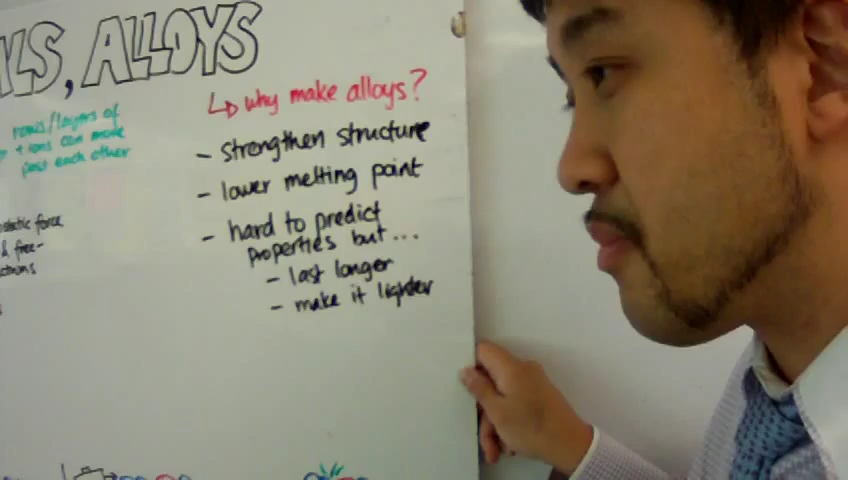 LS, ALLOYS
↳ why make alloys?
rows/layers of
+ ions can move
past each other
- strengthen structure
- lower melting point
- hard to predict
properties but...
- last longer
- make it lighter
static force
free-